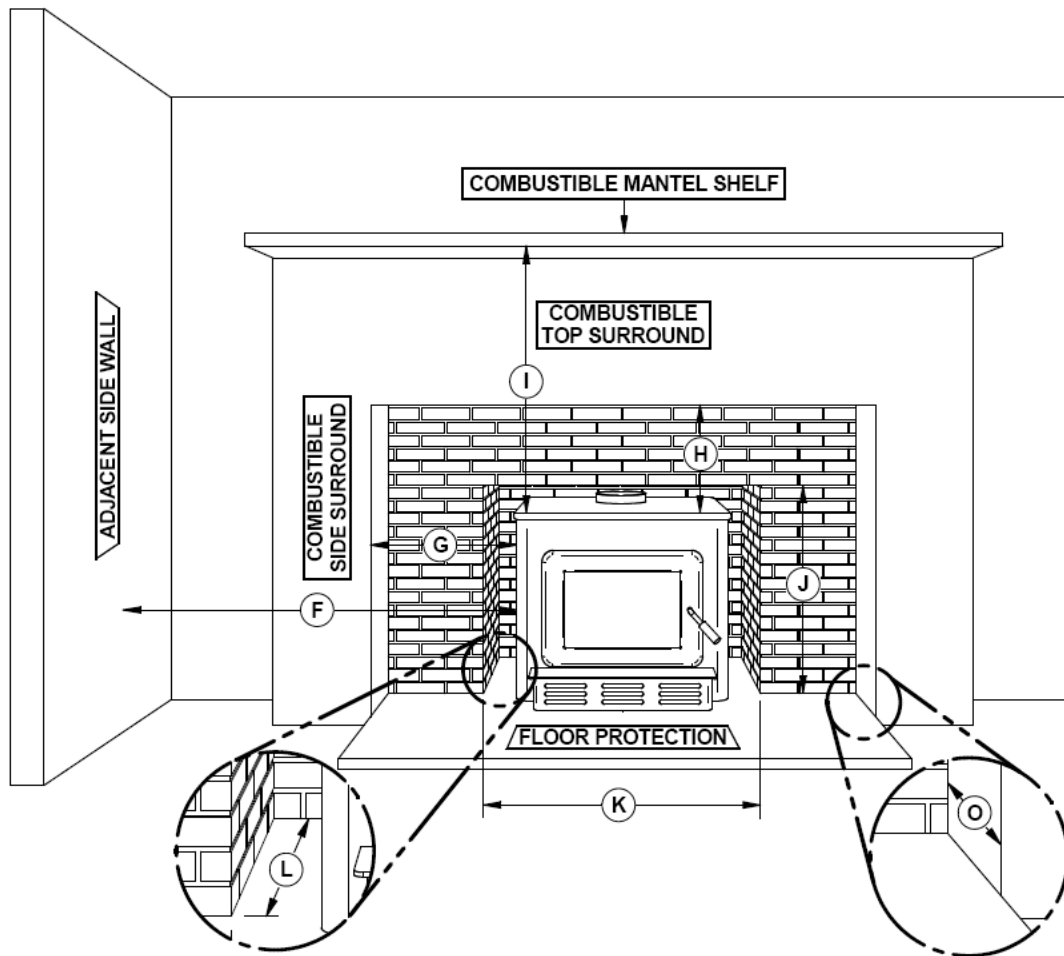 COMBUSTIBLE MANTEL SHELF
COMBUSTIBLE
TOP SURROUND
ADJACENT SIDE WALL
COMBUSTIBLE
SIDE SURROUND
I
H
G
J
F
FLOOR PROTECTION
K
L
O